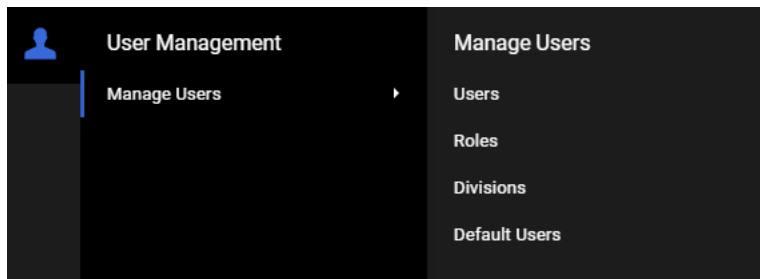 User Management
Manage Users
Manage Users
Users
Roles
Divisions
Default Users